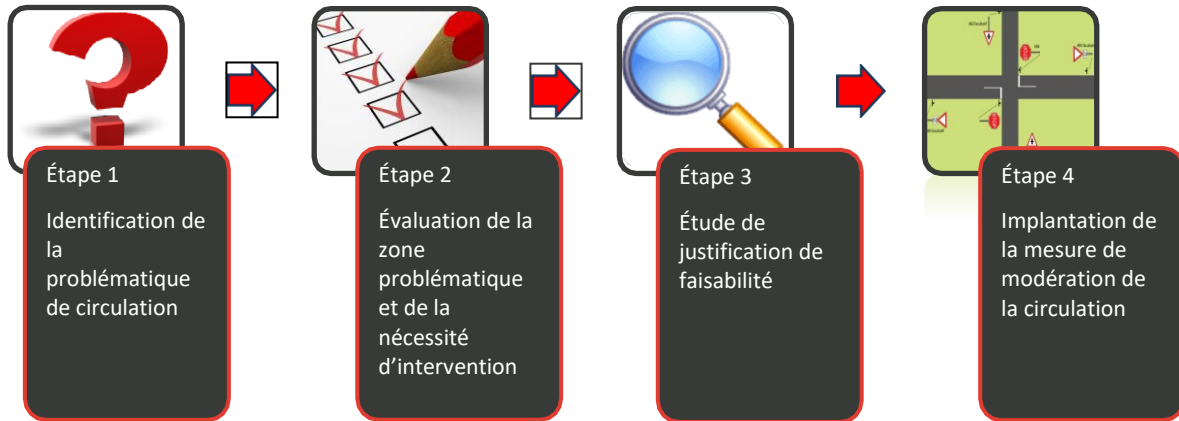 Étape 1
Identification de
la
problématique
de circulation
Étape 2
Évaluation de la
zone
problématique
et de la
nécessité
d'intervention
Étape 3
Étude de
justification de
faisabilité
Étape 4
Implantation de
la mesure de
modération de
la circulation